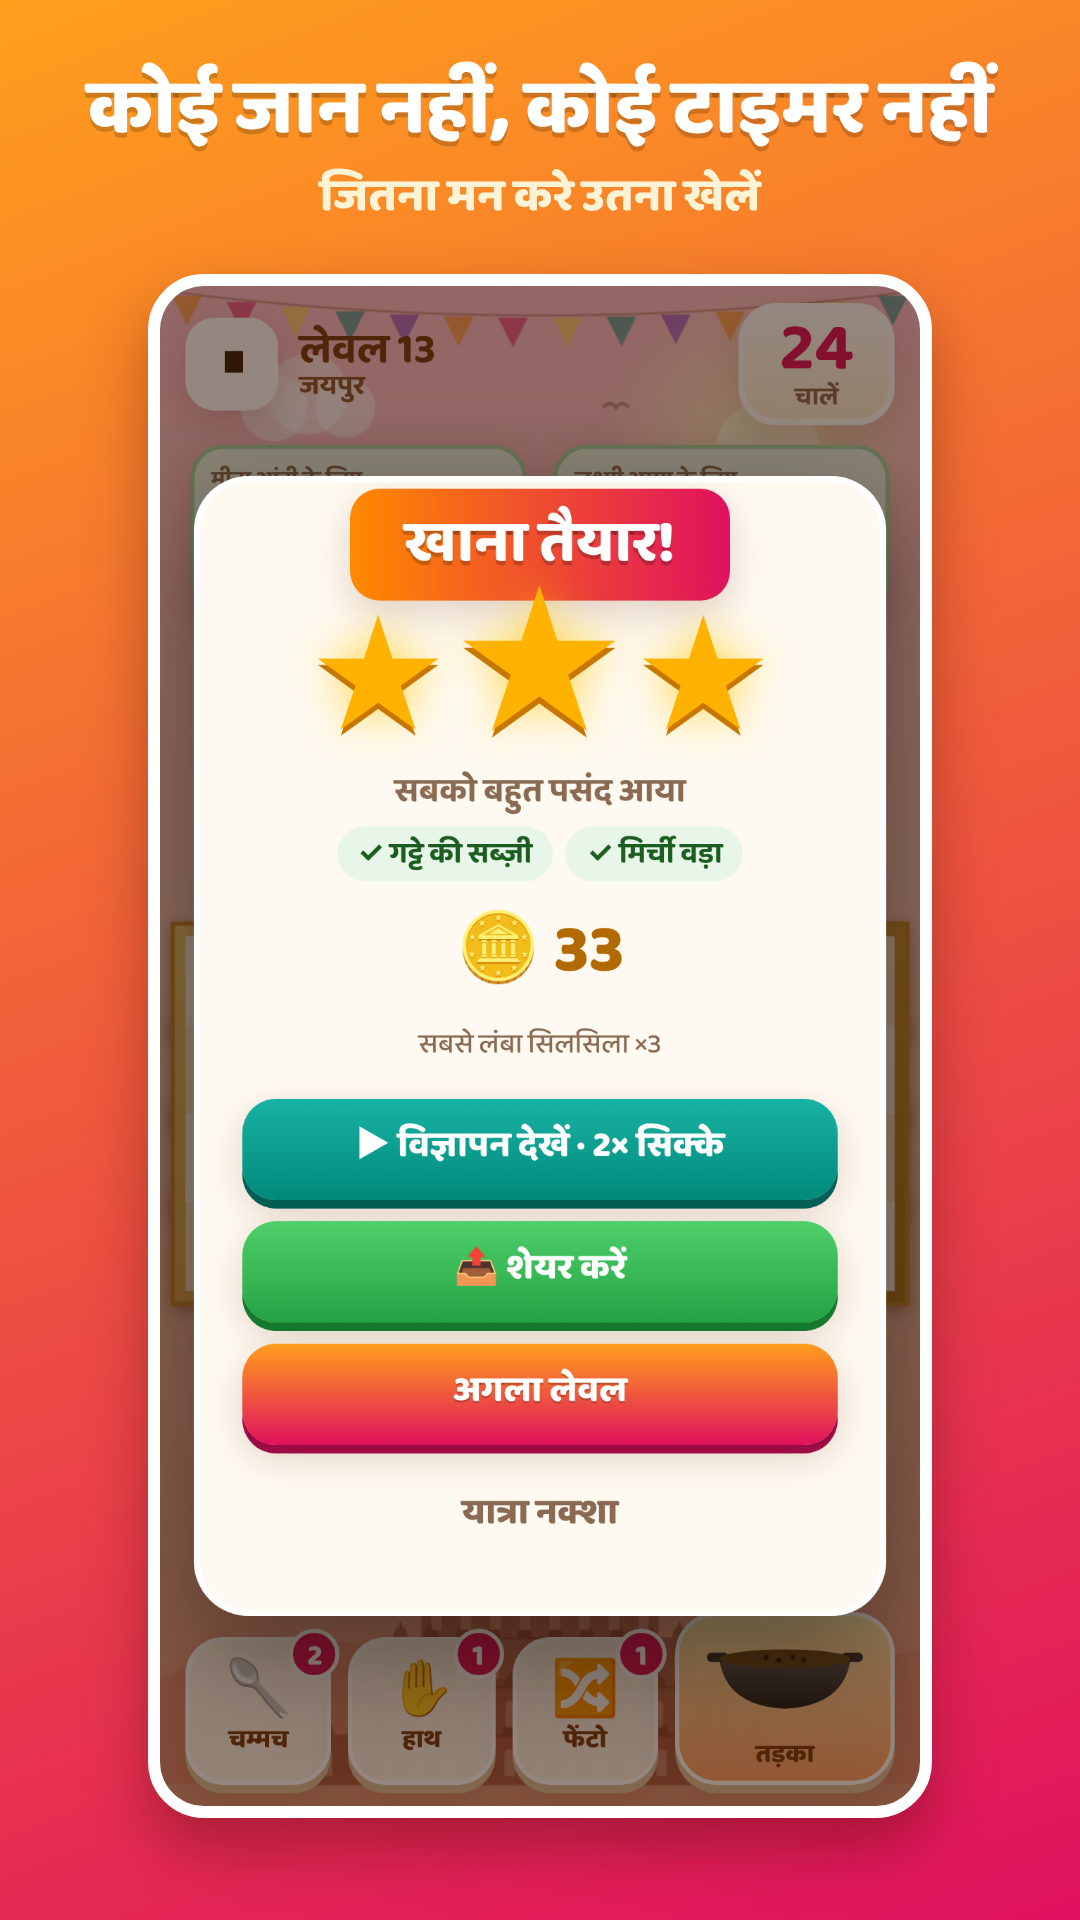 कोई जान नहीं, कोई टाइमर नहीं
जितना मन करे उतना खेलें
लेवल 13
जयपुर
24
चालें
खाना तैयार!
सबको बहुत पसंद आया
✓ गट्टे की सब्ज़ी
✓ मिर्ची वड़ा
33
सबसे लंबा सिलसिला ×3
▶ विज्ञापन देखें · 2× सिक्के
शेयर करें
अगला लेवल
यात्रा नक्शा
2
चम्मच
1
हाथ
1
फेंटो
तड़का